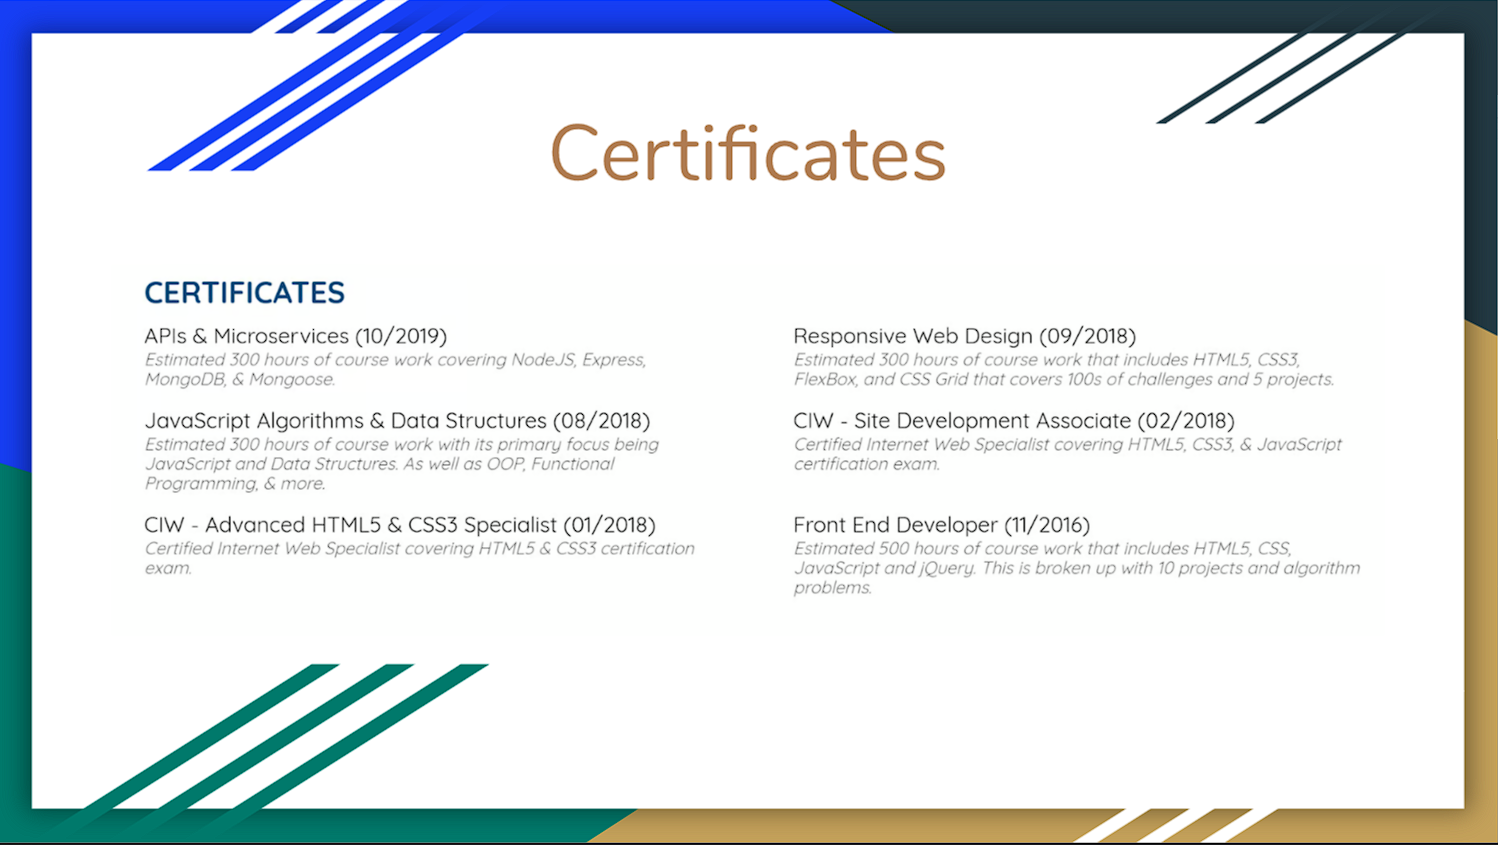 Certificates
CERTIFICATES
APIs & Microservices (10/2019)
Estimated 300 hours of course work covering NodeJS, Express,
MongoDB, & Mongoose.
JavaScript Algorithms & Data Structures (08/2018)
Estimated 300 hours of course work with its primary focus being
JavaScript and Data Structures. As well as OOP, Functional
Programming, & more.
CIW - Advanced HTML5 & CSS3 Specialist (01/2018)
Certified Internet Web Specialist covering HTML5 & CSS3 certification
exam.
Responsive Web Design (09/2018)
Estimated 300 hours of course work that includes HTML5, CSS3,
FlexBox, and CSS Grid that covers 100s of challenges and 5 projects.
CIW - Site Development Associate (02/2018)
Certified Internet Web Specialist covering HTML5, CSS3, & JavaScript
certification exam.
Front End Developer (11/2016)
Estimated 500 hours of course work that includes HTML5, CSS,
JavaScript and jQuery. This is broken up with 10 projects and algorithm
problems.